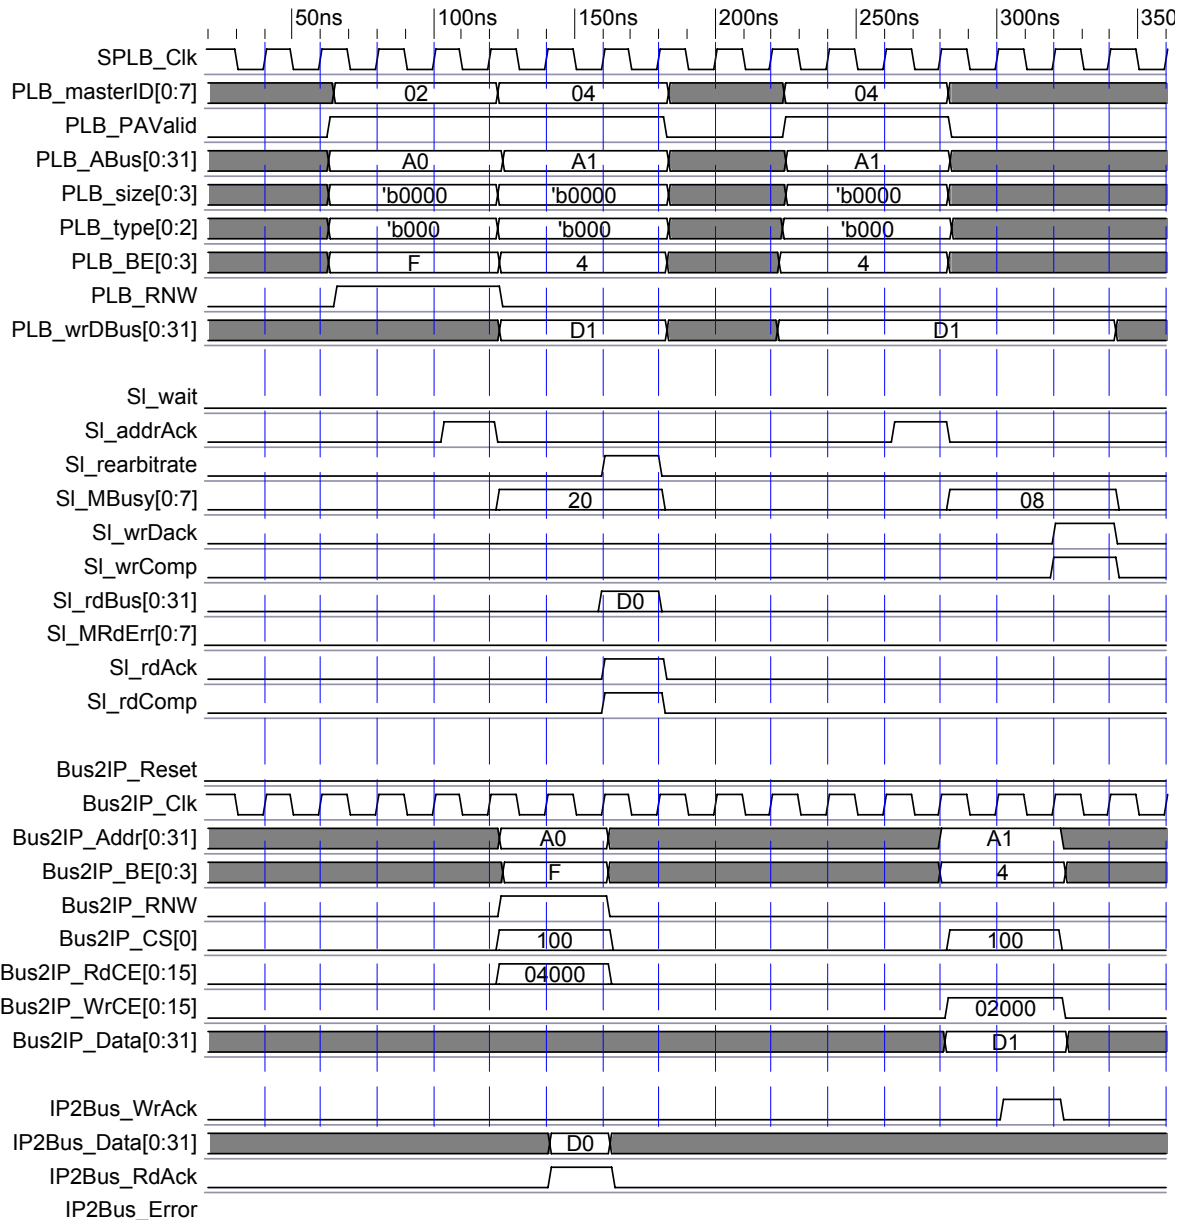 50ns 100ns 150ns 200ns 250ns 300ns 350
SPLB_Clk
PLB_masterID[0:7] 02 04 04
PLB_PAValid
PLB_ABus[0:31] A0 A1 A1
PLB_size[0:3] 'b0000 'b0000 'b0000
PLB_type[0:2] 'b000 'b000 'b000
PLB_BE[0:3] F 4 4
PLB_RNW
PLB_wrDBus[0:31] D1 D1
Sl_wait
Sl_addrAck
Sl_rearbitrate
Sl_MBusy[0:7] 20 08
Sl_wrDack
Sl_wrComp
Sl_rdBus[0:31] D0
Sl_MRdErr[0:7]
Sl_rdAck
Sl_rdComp
Bus2IP_Reset
Bus2IP_Clk
Bus2IP_Addr[0:31] A0 A1
Bus2IP_BE[0:3] F 4
Bus2IP_RNW
Bus2IP_CS[0] 100 100
Bus2IP_RdCE[0:15] 04000
Bus2IP_WrCE[0:15] 02000
Bus2IP_Data[0:31] D1
IP2Bus_WrAck
IP2Bus_Data[0:31] D0
IP2Bus_RdAck
IP2Bus_Error